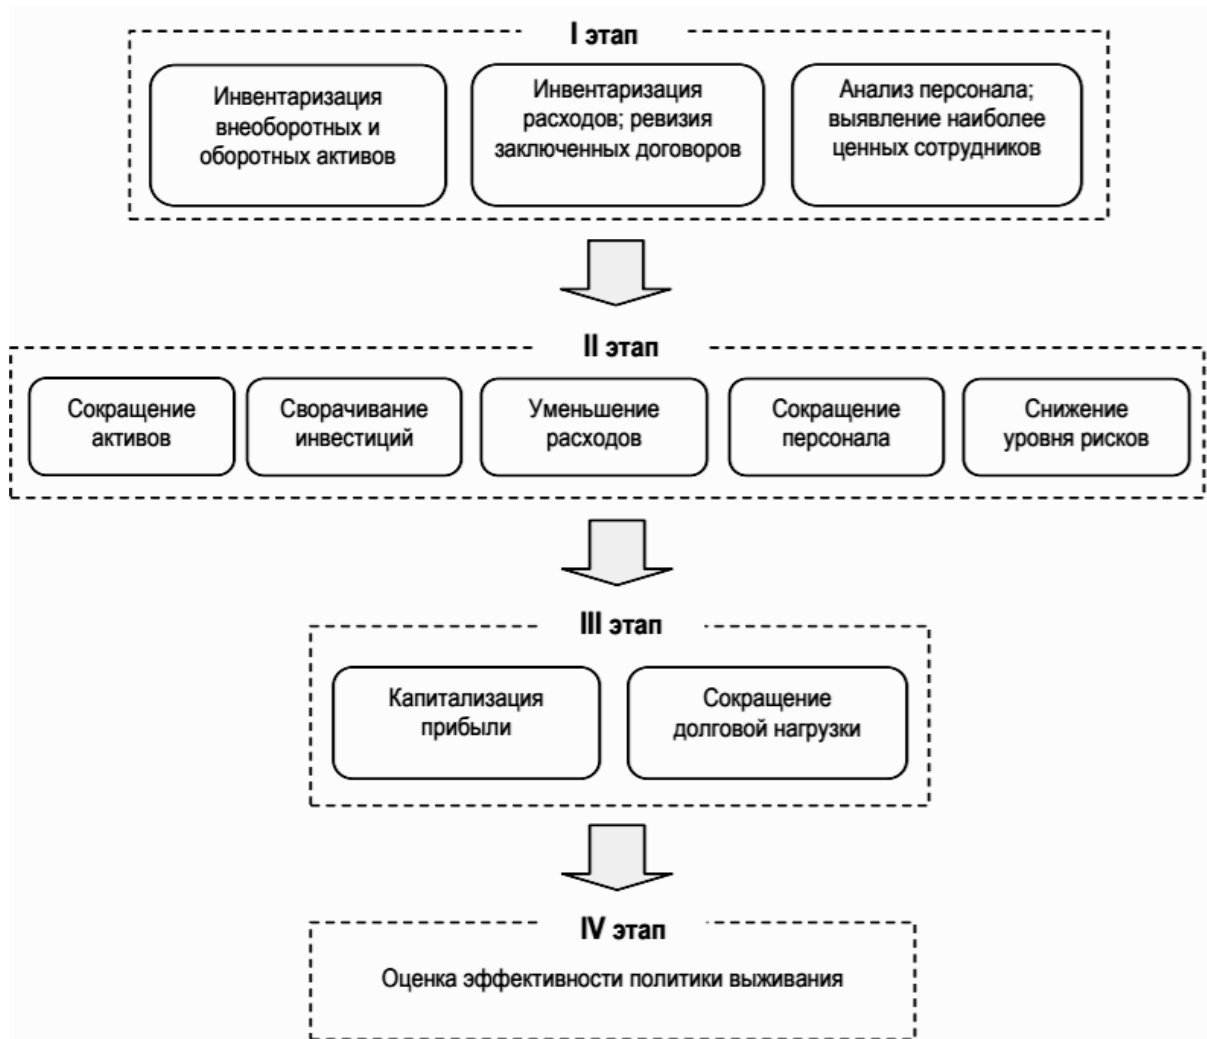 I этап
Инвентаризация
внеоборотных и
оборотных активов
Инвентаризация
расходов; ревизия
заключенных договоров
Анализ персонала;
выявление наиболее
ценных сотрудников
II этап
Сокращение
активов
Сворачивание
инвестиций
Уменьшение
расходов
Сокращение
персонала
Снижение
уровня рисков
III этап
Капитализация
прибыли
Сокращение
долговой нагрузки
IV этап
Оценка эффективности политики выживания